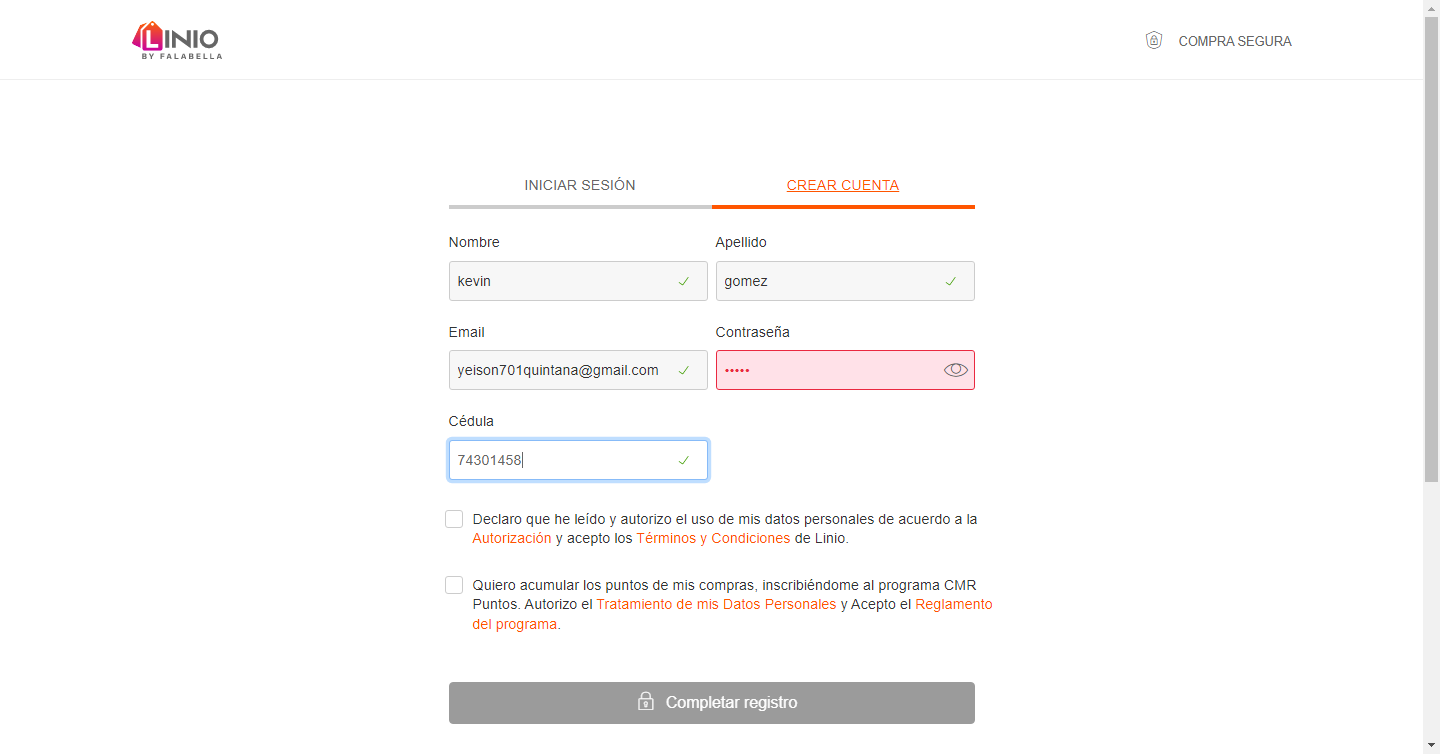 LINIO
BY FALABELLA
COMPRA SEGURA
INICIAR SESIÓN
CREAR CUENTA
Nombre
Apellido
kevin
gomez
Email
Contraseña
yeison701quintana@gmail.com
•••••
Cédula
74301458
Declaro que he leído y autorizo el uso de mis datos personales de acuerdo a la
Autorización y acepto los Términos y Condiciones de Linio.
Quiero acumular los puntos de mis compras, inscribiéndome al programa CMR
Puntos. Autorizo el Tratamiento de mis Datos Personales y Acepto el Reglamento
del programa.
Completar registro